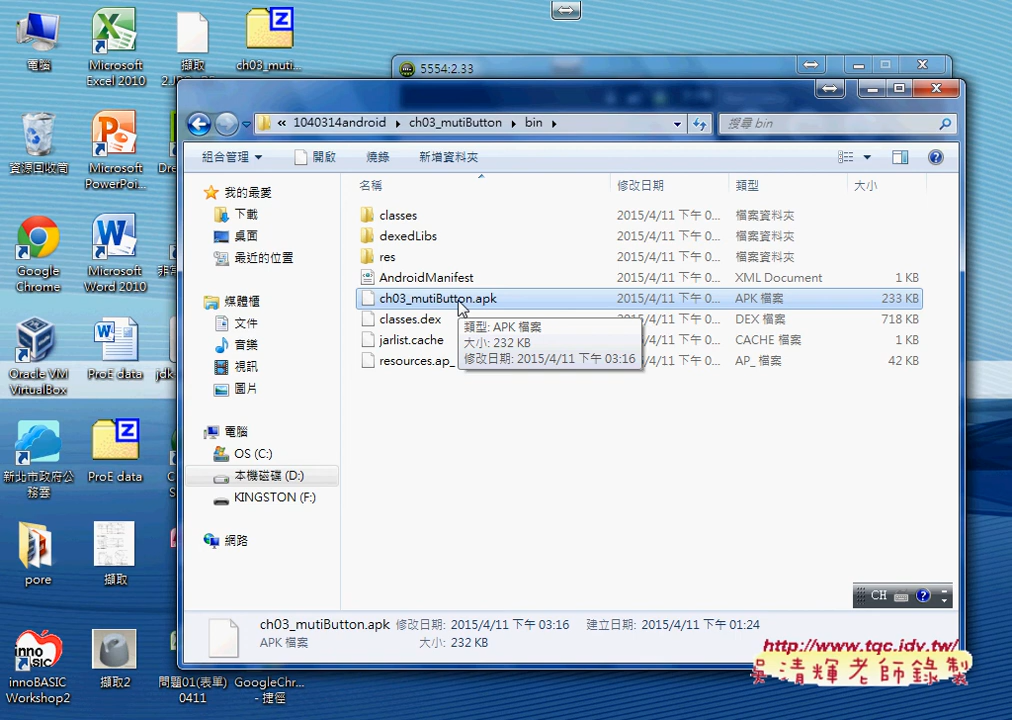 電腦
Microsoft
Excel 2010
擷取
ch03_muti...
5554:2.33
« 1040314android
ch03_mutiButton
bin
搜尋 bin
資源回收筒
Microsoft
PowerPoi...
組合管理
開啟
燒錄
新增資料夾
名稱
修改日期
類型
大小
我的最愛
下載
桌面
最近的位置
媒體櫃
文件
音樂
視訊
圖片
電腦
OS (C:)
本機磁碟 (D:)
KINGSTON (F:)
網路
classes 2015/4/11 下午 0... 檔案資料夾
dexedLibs 2015/4/11 下午 0... 檔案資料夾
res 2015/4/11 下午 0... 檔案資料夾
AndroidManifest 2015/4/11 下午 0... XML Document 1 KB
ch03_mutiButton.apk 2015/4/11 下午 0... APK 檔案 233 KB
classes.dex 下午 0... DEX 檔案 718 KB
jarlist.cache 下午 0... CACHE 檔案 1 KB
resources.ap_ 下午 0... AP_ 檔案 42 KB
類型: APK 檔案
大小: 232 KB
修改日期: 2015/4/11 下午 03:16
Google
Chrome
Microsoft
Word 2010
Oracle VM
VirtualBox
ProE data
新北市政府公
務雲
ProE data
pore
擷取
CH
ch03_mutiButton.apk 修改日期: 2015/4/11 下午 03:16 建立日期: 2015/4/11 下午 01:24
APK 檔案 大小: 232 KB
http://www.tqc.idv.tw/
吳清輝老師錄製
innoBASIC
Workshop2
擷取2
問題01(表單)
0411
GoogleChr...
- 捷徑